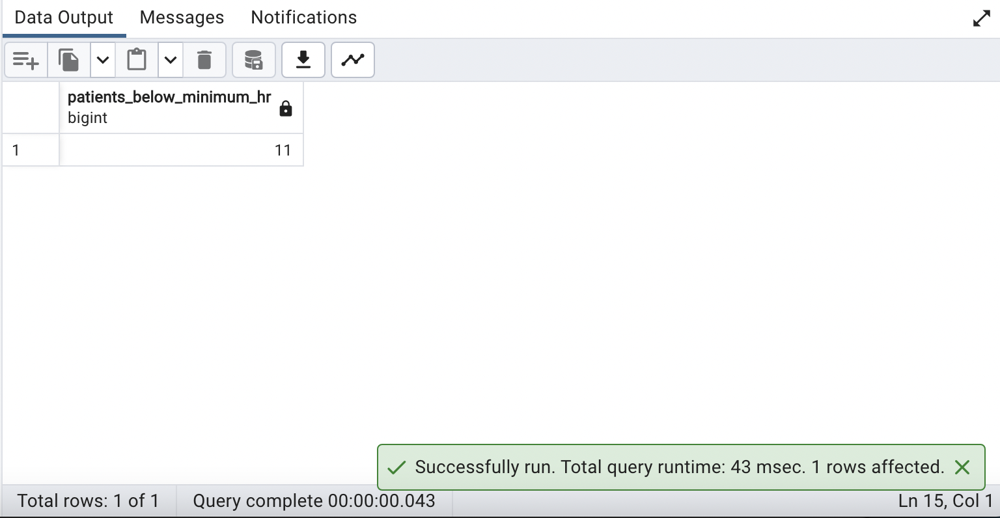 Data Output Messages Notifications
patients_below_minimum_hr
bigint
1 11
Successfully run. Total query runtime: 43 msec. 1 rows affected.
Total rows: 1 of 1 Query complete 00:00:00.043 Ln 15, Col 1